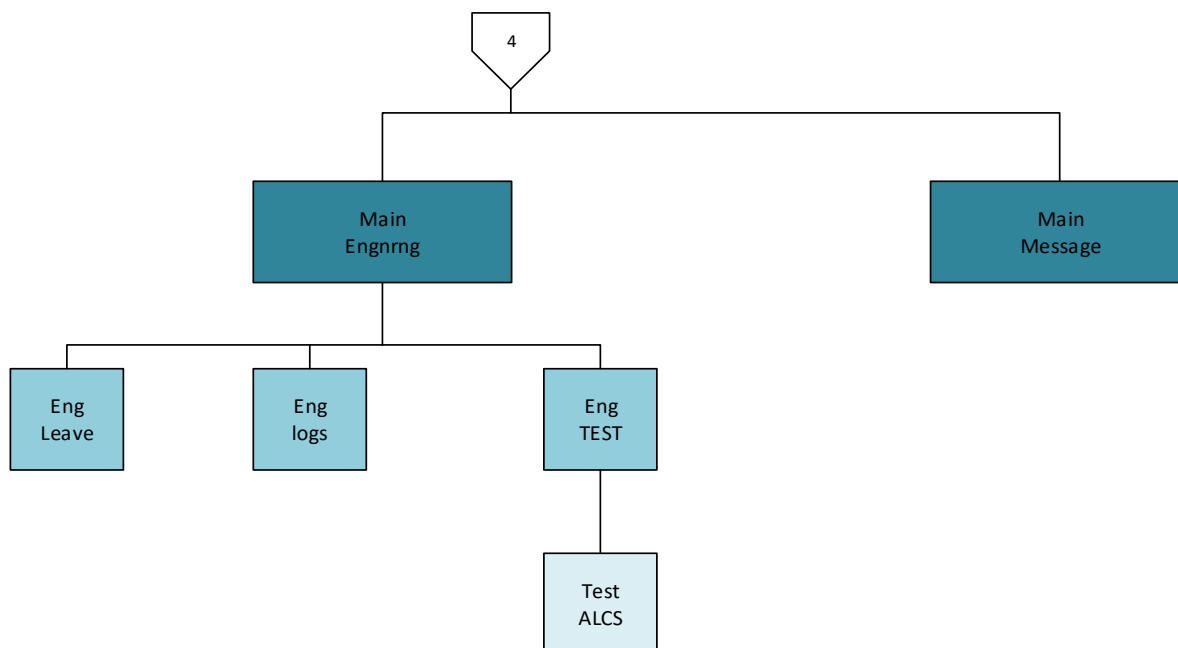 4
Main
Engnrng
Main
Message
Eng
Leave
Eng
logs
Eng
TEST
Test
ALCS